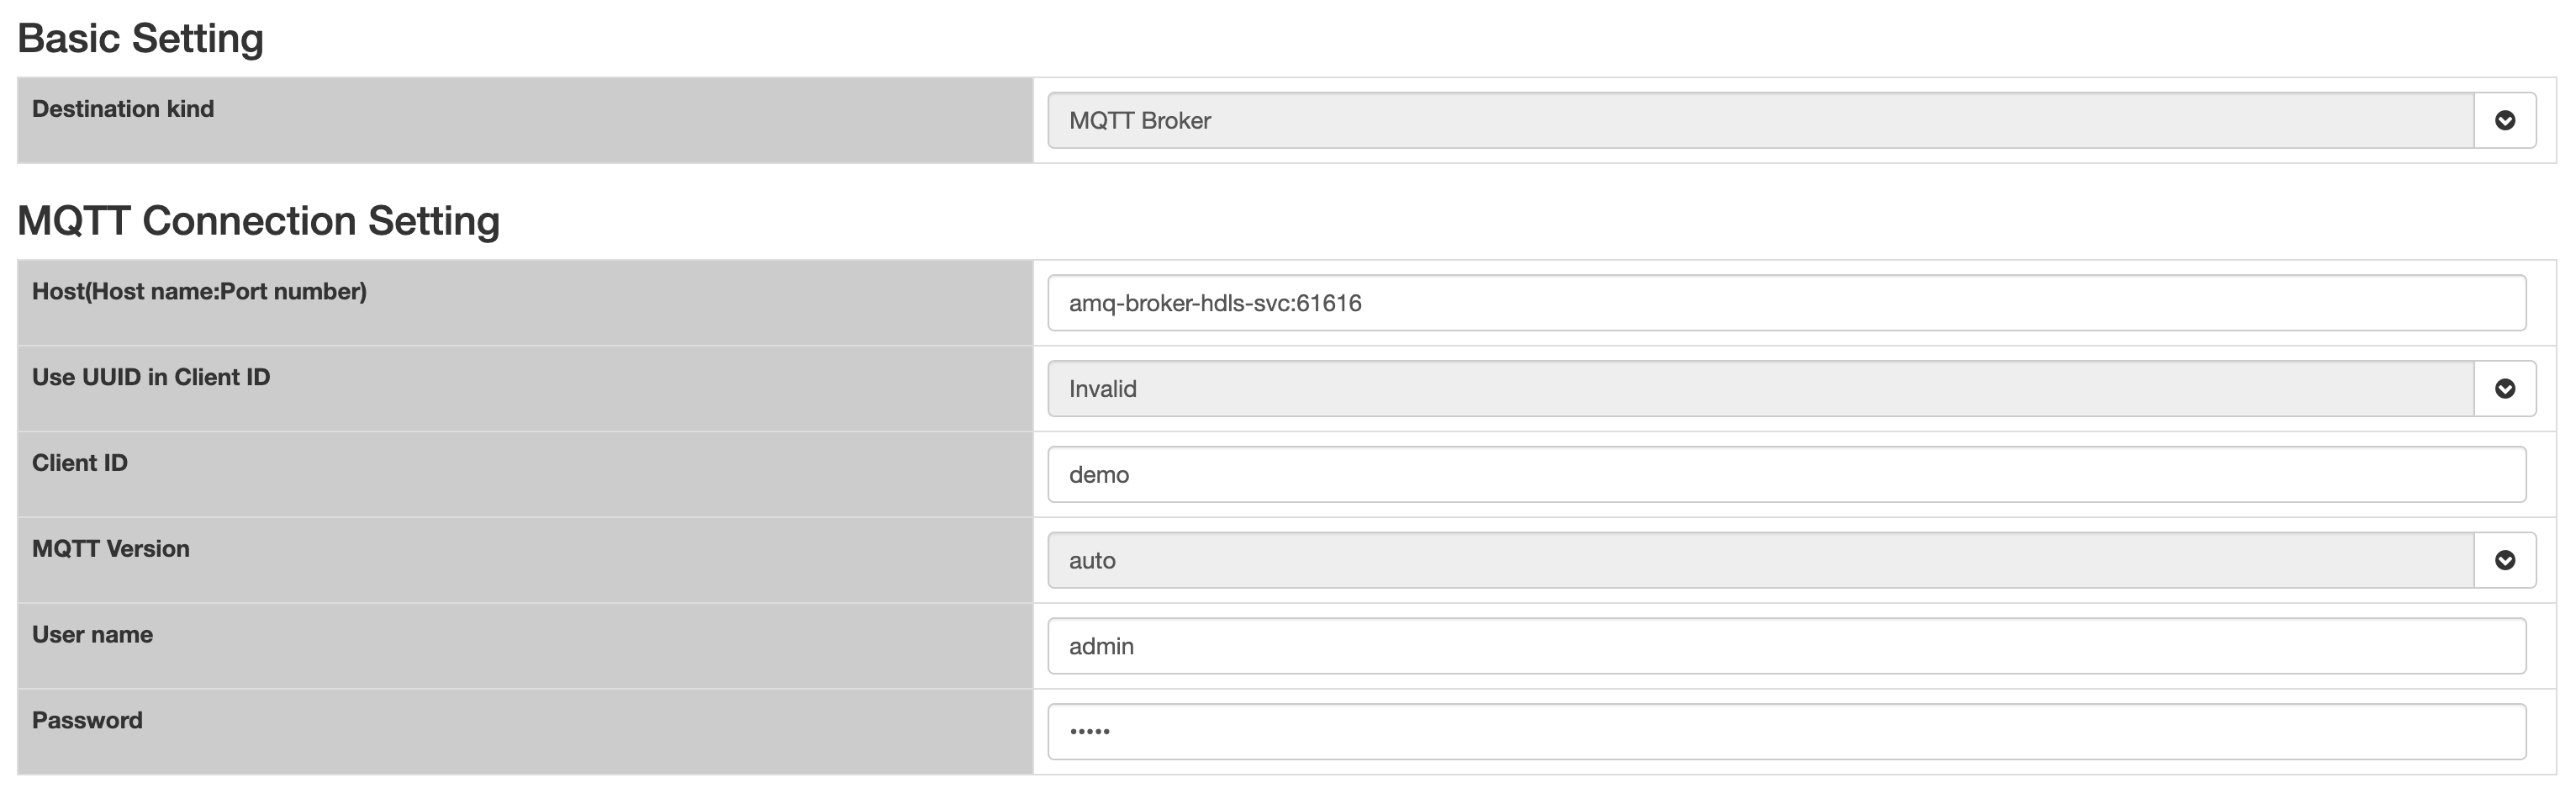 Basic Setting
Destination kind
MQTT Broker
MQTT Connection Setting
Host(Host name:Port number)
amq-broker-hdls-svc:61616
Use UUID in Client ID
Invalid
Client ID
demo
MQTT Version
auto
User name
admin
Password
•••••